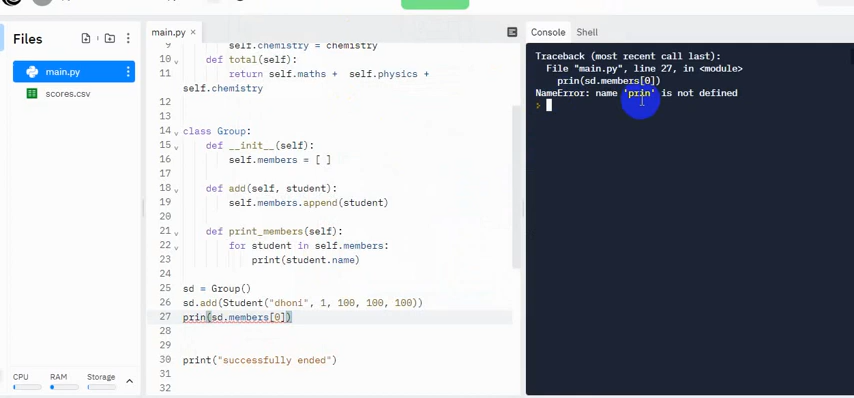 Files
main.py
scores.csv
CPU RAM Storage
main.py ×
9 self.chemistry = chemistry
10 def total(self):
11 return self.maths + self.physics +
self.chemistry
12
13
14 class Group:
15 def __init__(self):
16 self.members = [ ]
17
18 def add(self, student):
19 self.members.append(student)
20
21 def print_members(self):
22 for student in self.members:
23 print(student.name)
24
25 sd = Group()
26 sd.add(Student("dhoni", 1, 100, 100, 100))
27 prin(sd.members[0])
28
29
30 print("successfully ended")
31
32
Console Shell
Traceback (most recent call last):
File "main.py", line 27, in <module>
prin(sd.members[0])
NameError: name 'prin' is not defined
>